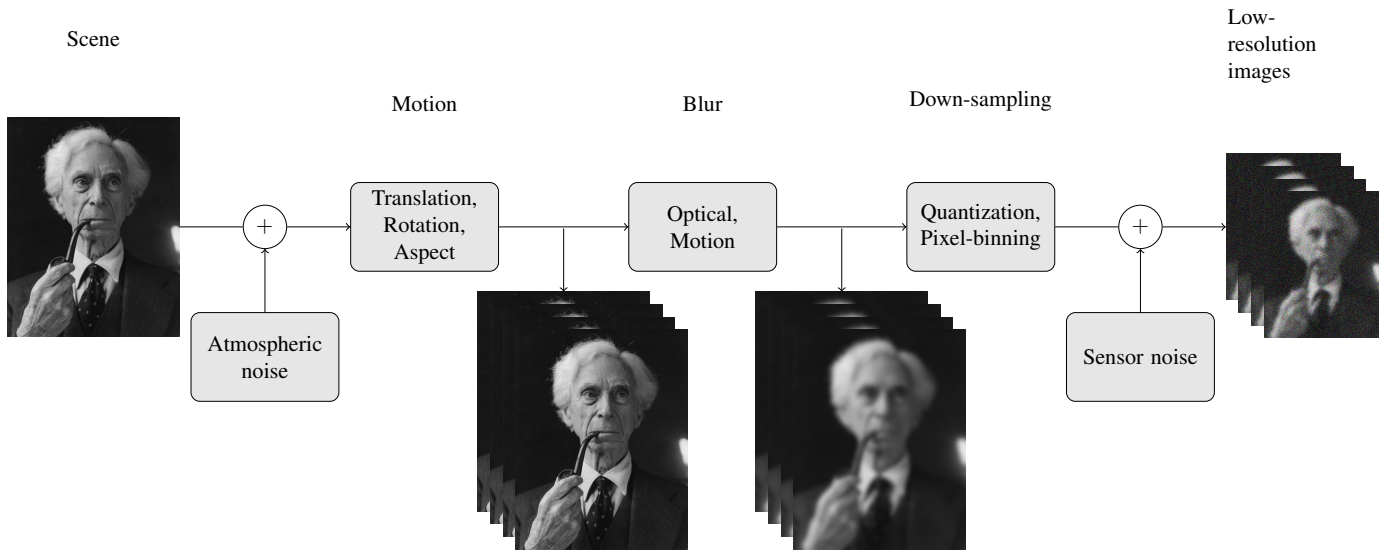 Scene
Motion
Blur
Down-sampling
Low-
resolution
images
+
Translation,
Rotation,
Aspect
Optical,
Motion
Quantization,
Pixel-binning
+
Atmospheric
noise
Sensor noise